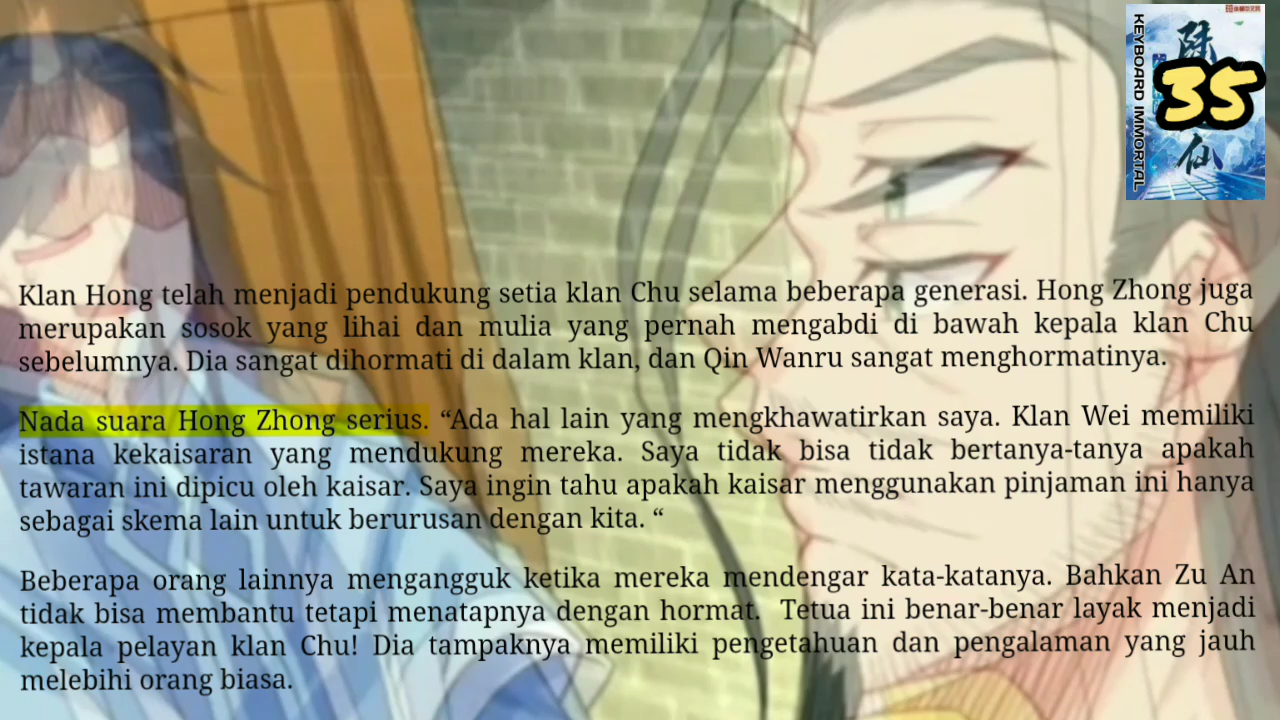 KEYBOARD IMMORTAL
35
仙
Klan Hong telah menjadi pendukung setia klan Chu selama beberapa generasi. Hong Zhong juga
merupakan sosok yang lihai dan mulia yang pernah mengabdi di bawah kepala klan Chu
sebelumnya. Dia sangat dihormati di dalam klan, dan Qin Wanru sangat menghormatinya.
Nada suara Hong Zhong serius. “Ada hal lain yang mengkhawatirkan saya. Klan Wei memiliki
istana kekaisaran yang mendukung mereka. Saya tidak bisa tidak bertanya-tanya apakah
tawaran ini dipicu oleh kaisar. Saya ingin tahu apakah kaisar menggunakan pinjaman ini hanya
sebagai skema lain untuk berurusan dengan kita. “
Beberapa orang lainnya mengangguk ketika mereka mendengar kata-katanya. Bahkan Zu An
tidak bisa membantu tetapi menatapnya dengan hormat.  Tetua ini benar-benar layak menjadi
kepala pelayan klan Chu! Dia tampaknya memiliki pengetahuan dan pengalaman yang jauh
melebihi orang biasa.